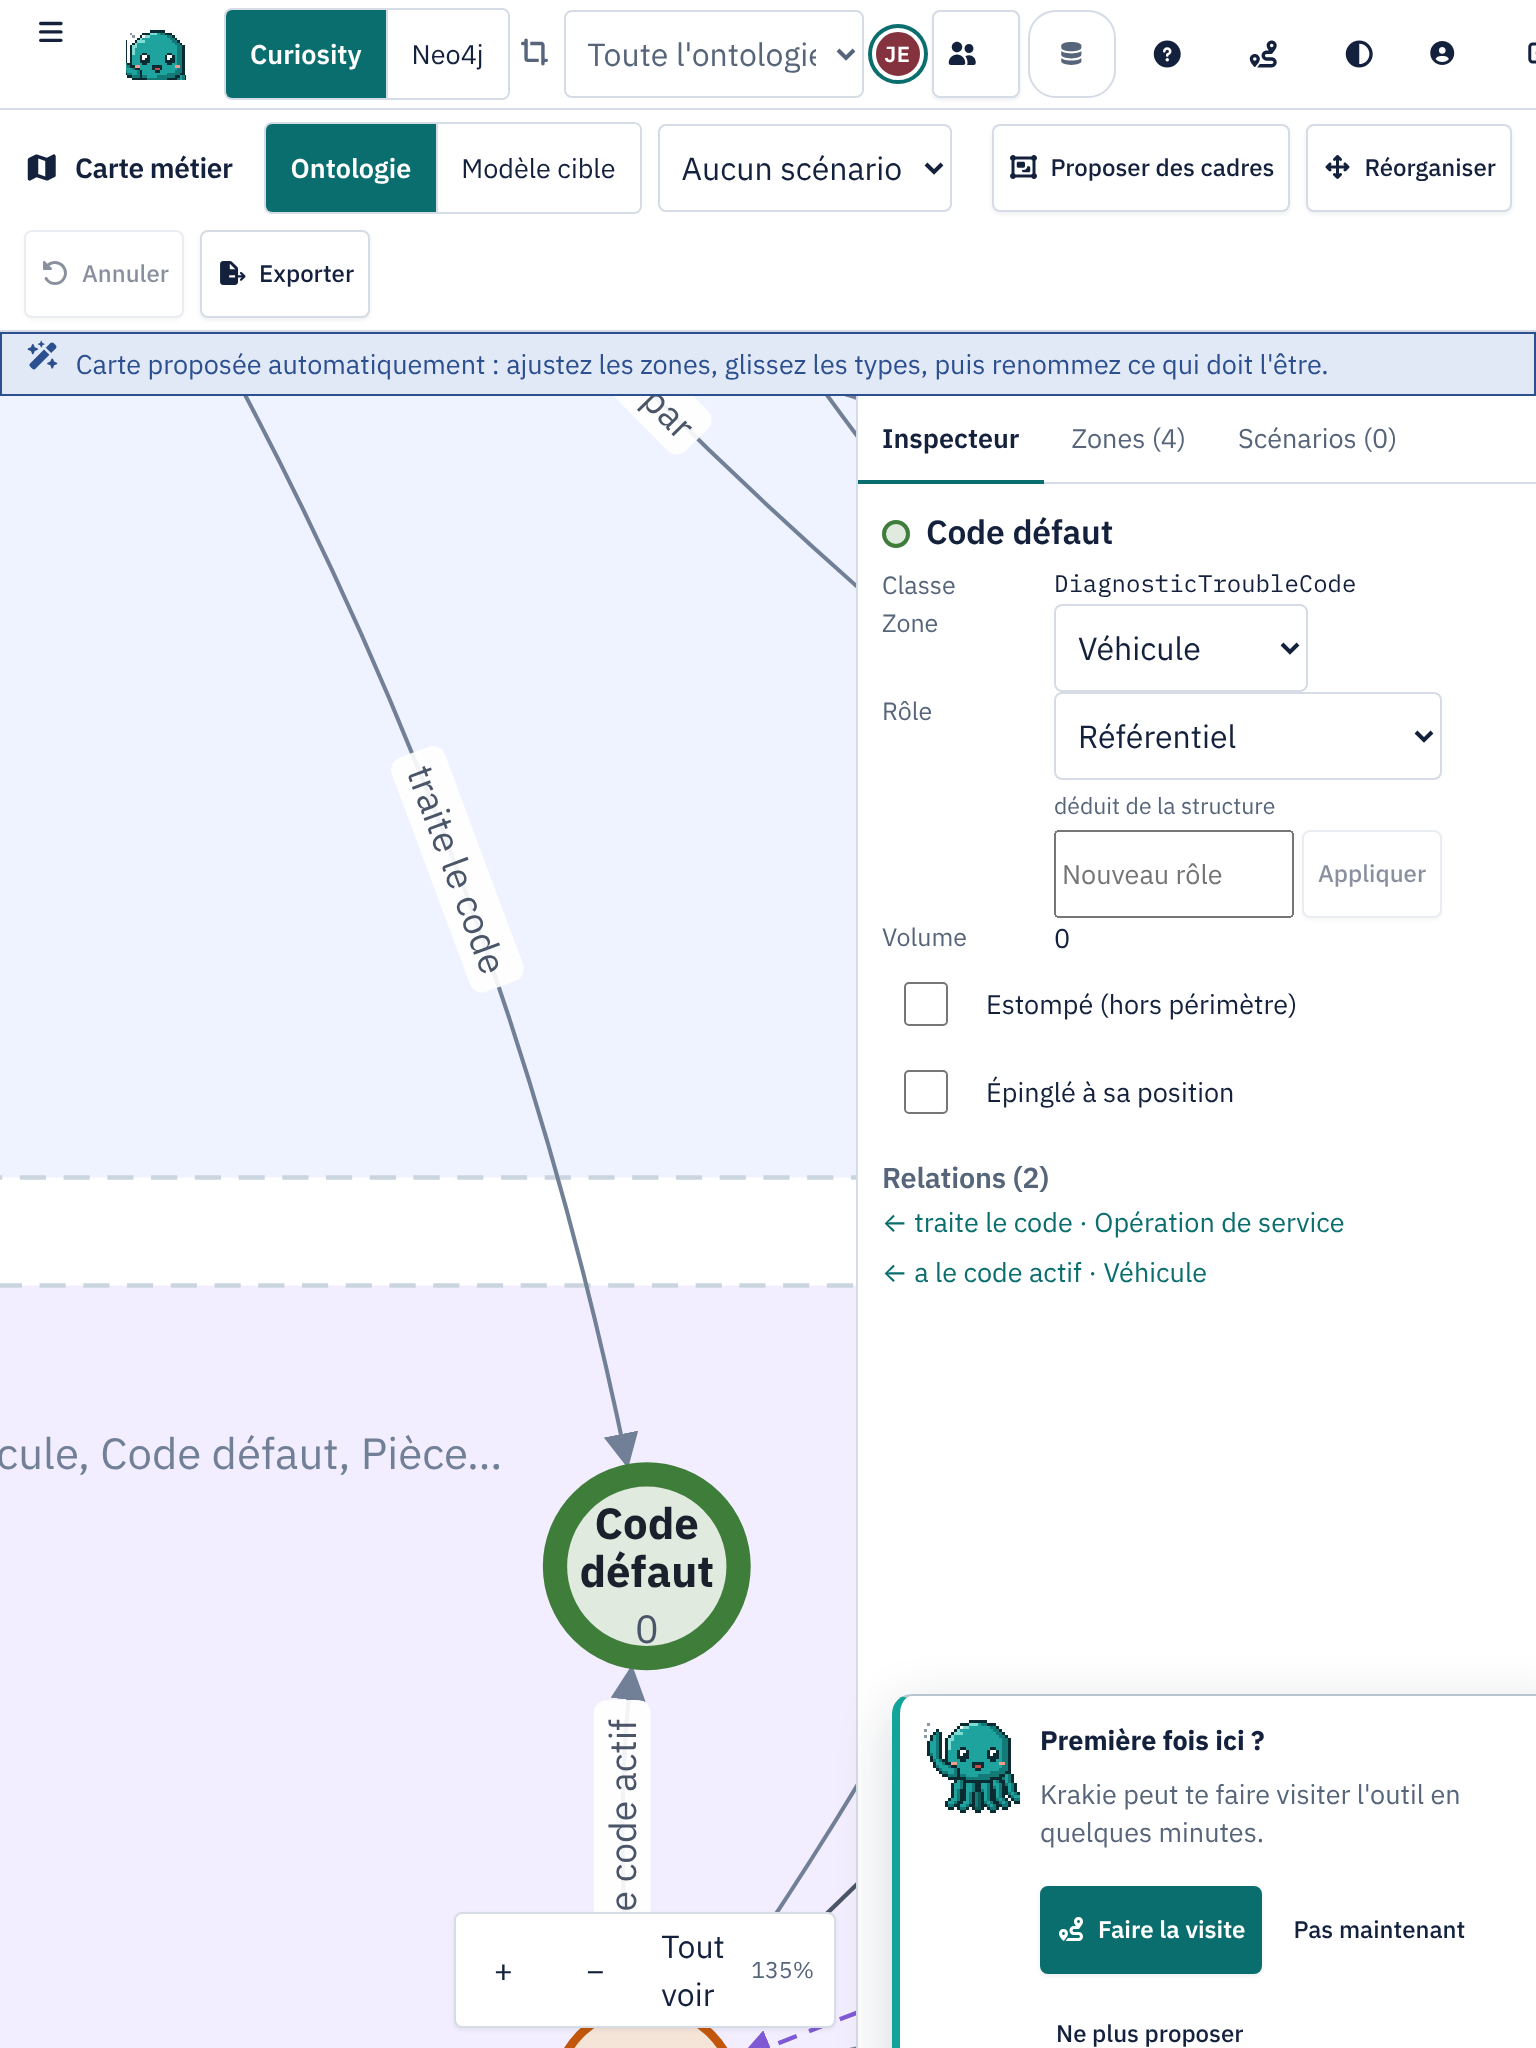 Curiosity
Neo4j
Toute l'ontologie
JE
Carte métier
Ontologie
Modèle cible
Aucun scénario
Proposer des cadres
Réorganiser
Annuler
Exporter
Carte proposée automatiquement : ajustez les zones, glissez les types, puis renommez ce qui doit l'être.
par
traite le code
cule, Code défaut, Pièce...
Code
défaut
0
e code actif
+
−
Tout
voir
135%
Inspecteur
Zones (4)
Scénarios (0)
Code défaut
Classe
DiagnosticTroubleCode
Zone
Véhicule
Rôle
Référentiel
déduit de la structure
Nouveau rôle
Appliquer
Volume
0
Estompé (hors périmètre)
Épinglé à sa position
Relations (2)
← traite le code · Opération de service
← a le code actif · Véhicule
Première fois ici ?
Krakie peut te faire visiter l'outil en
quelques minutes.
Faire la visite
Pas maintenant
Ne plus proposer